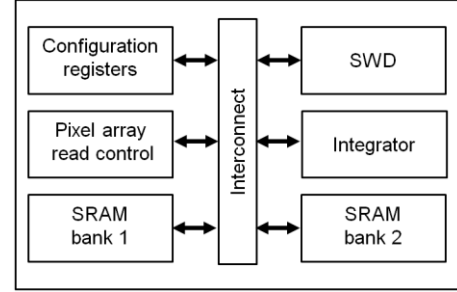 Configuration
registers
Pixel array
read control
SRAM
bank 1
Interconnect
SWD
Integrator
SRAM
bank 2